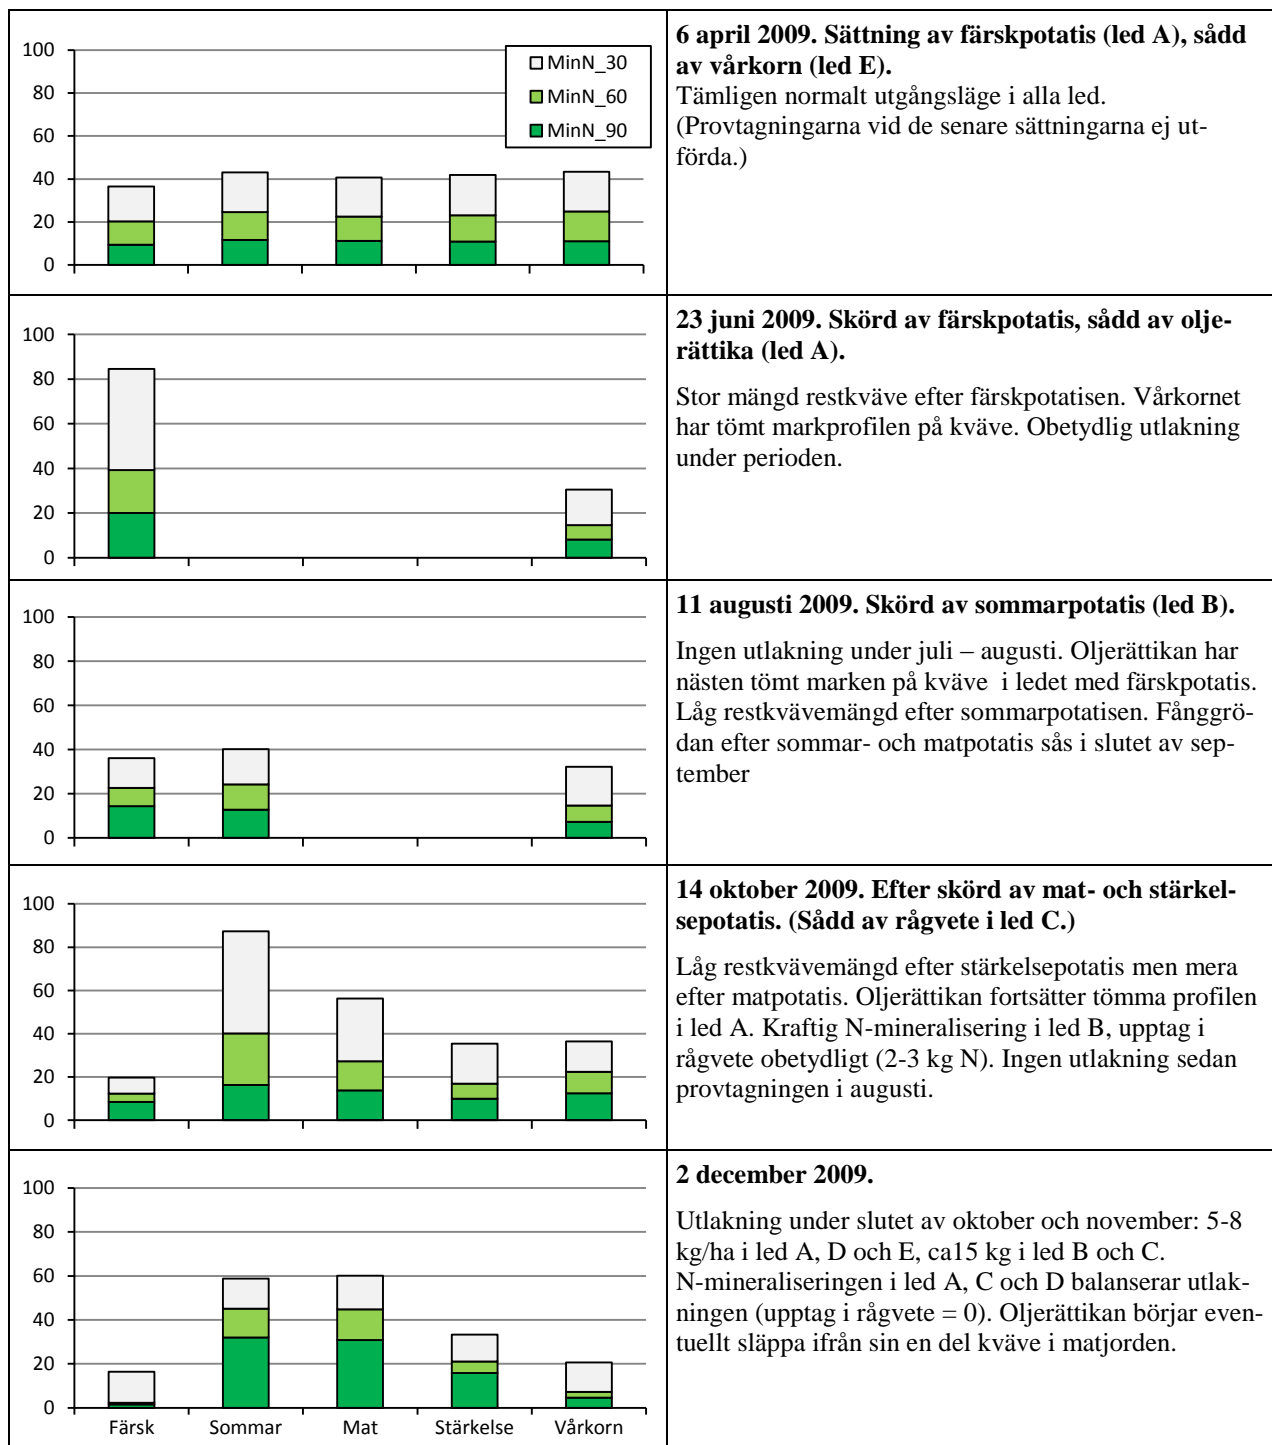 100
80
60
40
20
0
MinN_30
MinN_60
MinN_90
6 april 2009. Sättning av färskpotatis (led A), sådd
av vårkorn (led E).
Tämligen normalt utgångsläge i alla led.
(Provtagningarna vid de senare sättningarna ej ut-
förda.)
100
80
60
40
20
0
23 juni 2009. Skörd av färskpotatis, sådd av olje-
rättika (led A).
Stor mängd restkväve efter färskpotatisen. Vårkornet
har tömt markprofilen på kväve. Obetydlig utlakning
under perioden.
100
80
60
40
20
0
11 augusti 2009. Skörd av sommarpotatis (led B).
Ingen utlakning under juli – augusti. Oljerättikan har
nästen tömt marken på kväve  i ledet med färskpotatis.
Låg restkvävemängd efter sommarpotatisen. Fånggrö-
dan efter sommar- och matpotatis sås i slutet av sep-
tember
100
80
60
40
20
0
14 oktober 2009. Efter skörd av mat- och stärkel-
sepotatis. (Sådd av rågvete i led C.)
Låg restkvävemängd efter stärkelsepotatis men mera
efter matpotatis. Oljerättikan fortsätter tömma profilen
i led A. Kraftig N-mineralisering i led B, upptag i
rågvete obetydligt (2-3 kg N). Ingen utlakning sedan
provtagningen i augusti.
100
80
60
40
20
0
Färsk Sommar Mat Stärkelse Vårkorn
2 december 2009.
Utlakning under slutet av oktober och november: 5-8
kg/ha i led A, D och E, ca15 kg i led B och C.
N-mineraliseringen i led A, C och D balanserar utlak-
ningen (upptag i rågvete = 0). Oljerättikan börjar even-
tuellt släppa ifrån sin en del kväve i matjorden.